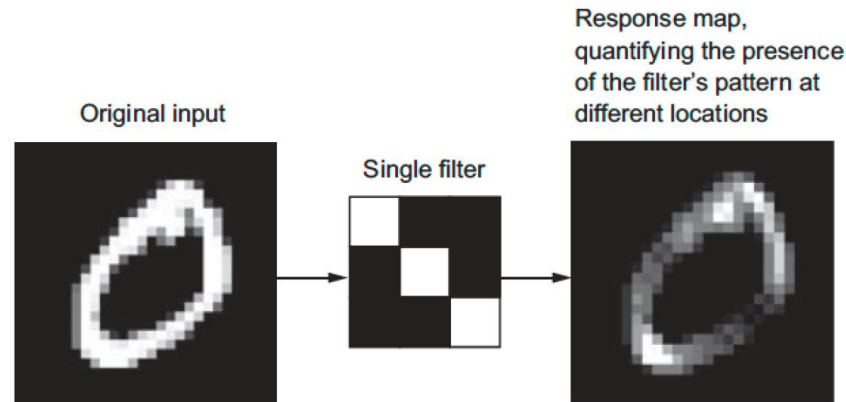 Response map,
quantifying the presence
of the filter's pattern at
different locations
Original input
Single filter